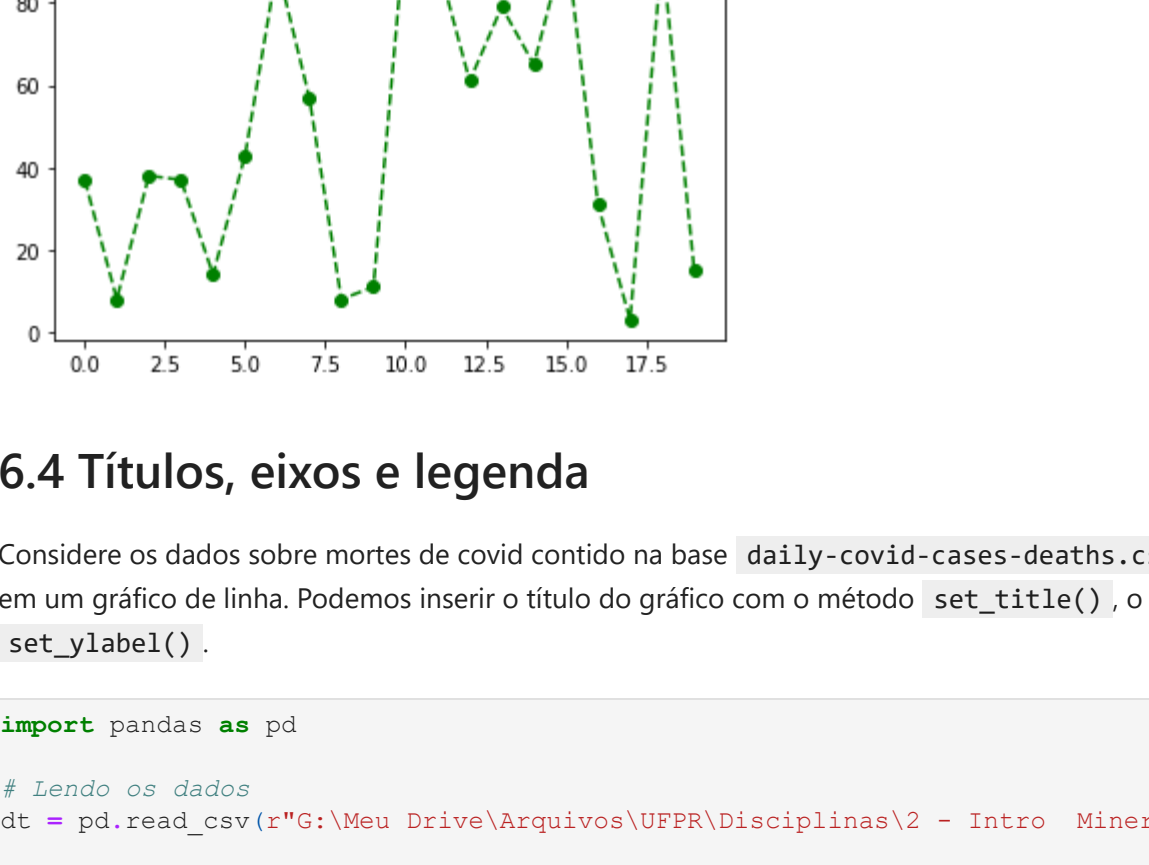 80
60
40
20
0
0.0 2.5 5.0 7.5 10.0 12.5 15.0 17.5
6.4 Títulos, eixos e legenda
Considere os dados sobre mortes de covid contido na base daily-covid-cases-deaths.cs
em um gráfico de linha. Podemos inserir o título do gráfico com o método set_title() , o
set_ylabel() .
import pandas as pd
# Lendo os dados
dt = pd.read_csv(r"G:\Meu Drive\Arquivos\UFPR\Disciplinas\2 - Intro  Miner